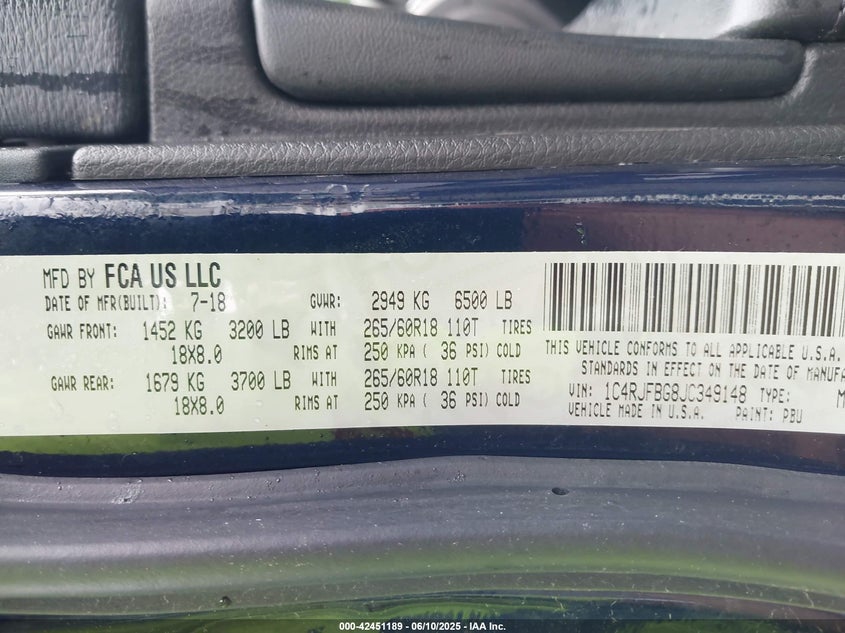 MFD BY FCA US LLC
DATE OF MFR(BUILT): 7-18 GVWR: 2949 KG 6500 LB
GAWR FRONT: 1452 KG 3200 LB WITH 265/60R18 110T TIRES
18X8.0 RIMS AT 250 KPA ( 36 PSI) COLD
GAWR REAR: 1679 KG 3700 LB WITH 265/60R18 110T TIRES
18X8.0 RIMS AT 250 KPA ( 36 PSI) COLD
THIS VEHICLE CONFORMS TO ALL APPLICABLE U.S.A.
STANDARDS IN EFFECT ON THE DATE OF MANUFA
VIN: 1C4RJFBG8JC349148 TYPE: M
VEHICLE MADE IN U.S.A. PAINT: PBU
000-42451189 - 06/10/2025 - IAA Inc.